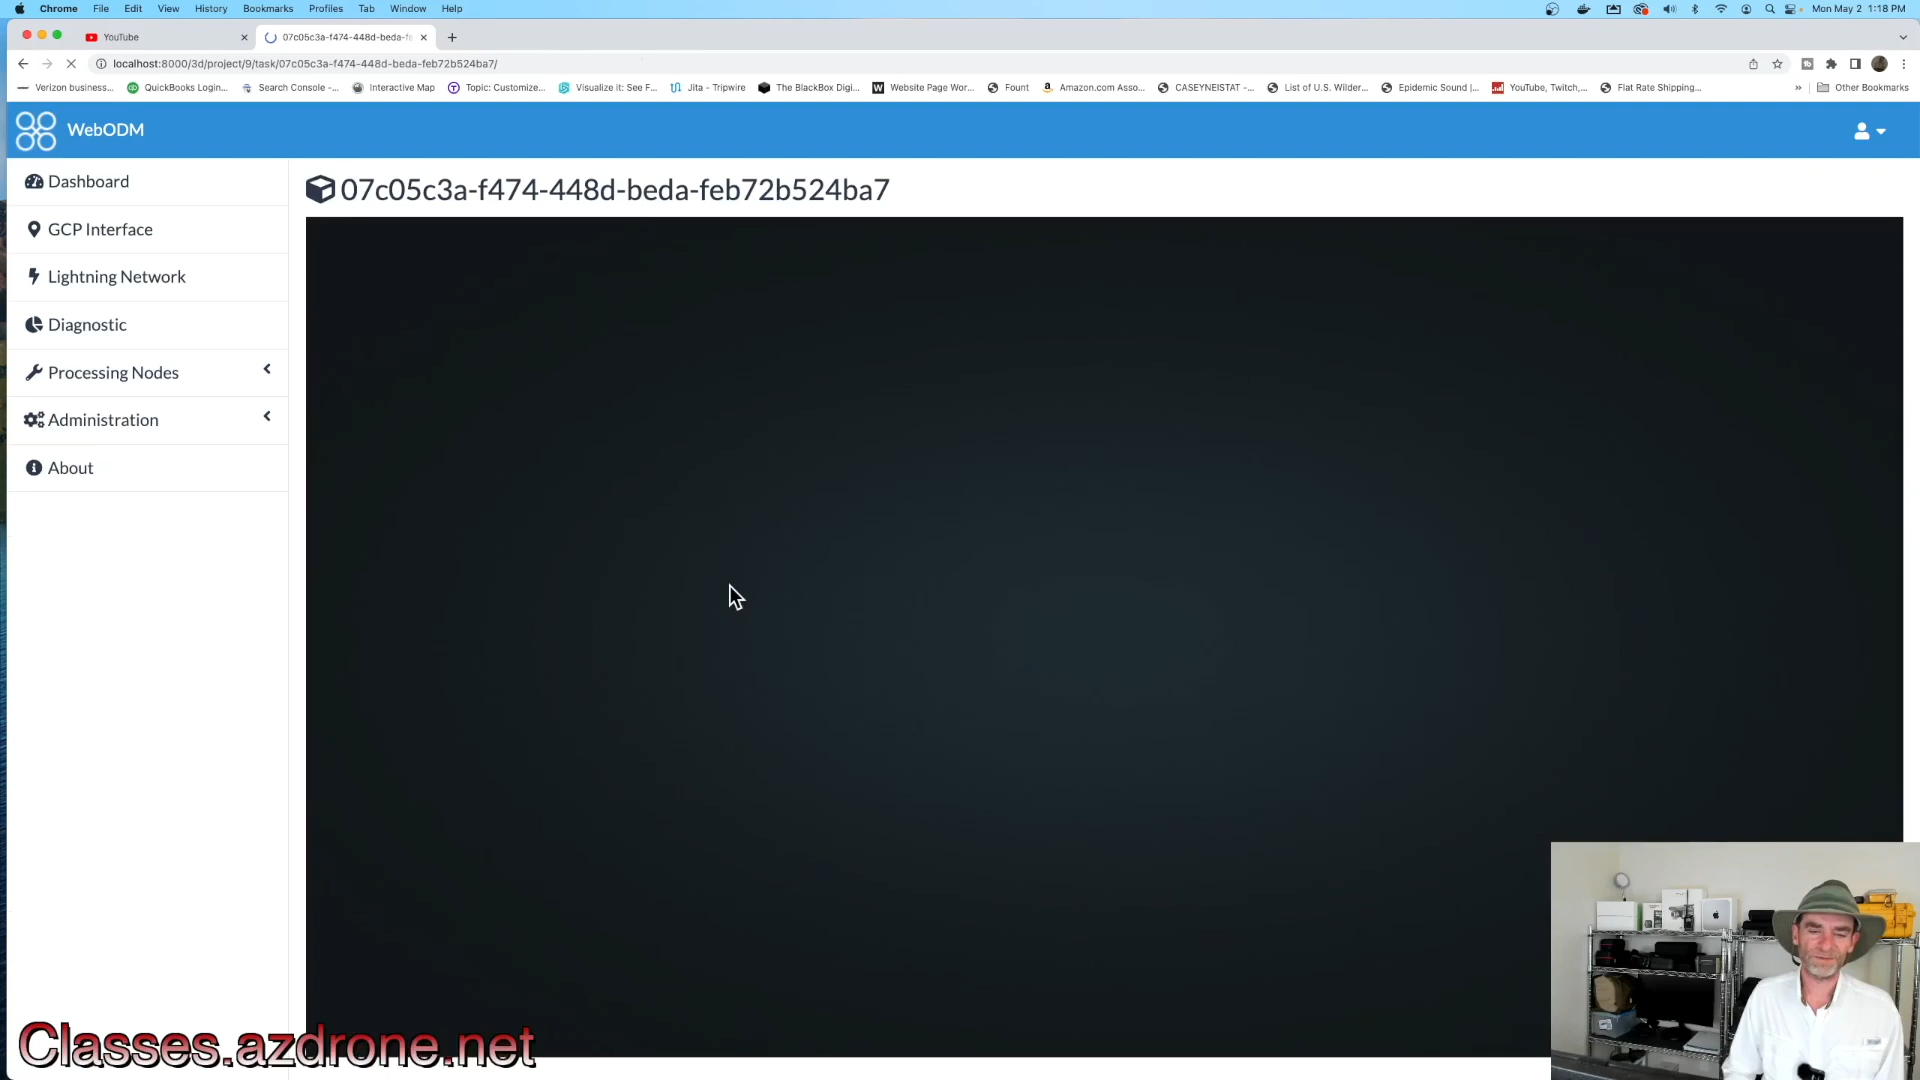 Chrome File Edit View History Bookmarks Profiles Tab Window Help Mon May 2 1:18 PM
YouTube 07c05c3a-f474-448d-beda-fe
localhost:8000/3d/project/9/task/07c05c3a-f474-448d-beda-feb72b524ba7/
Verizon business... QuickBooks Login... Search Console -... Interactive Map Topic: Customize... Visualize it: See F... Jita - Tripwire The BlackBox Digi... Website Page Wor... Fount Amazon.com Asso... CASEYNEISTAT -... List of U.S. Wilder... Epidemic Sound |... YouTube, Twitch,... Flat Rate Shipping... » Other Bookmarks
WebODM
Dashboard
07c05c3a-f474-448d-beda-feb72b524ba7
GCP Interface
Lightning Network
Diagnostic
Processing Nodes
Administration
About
Classes.azdrone.net